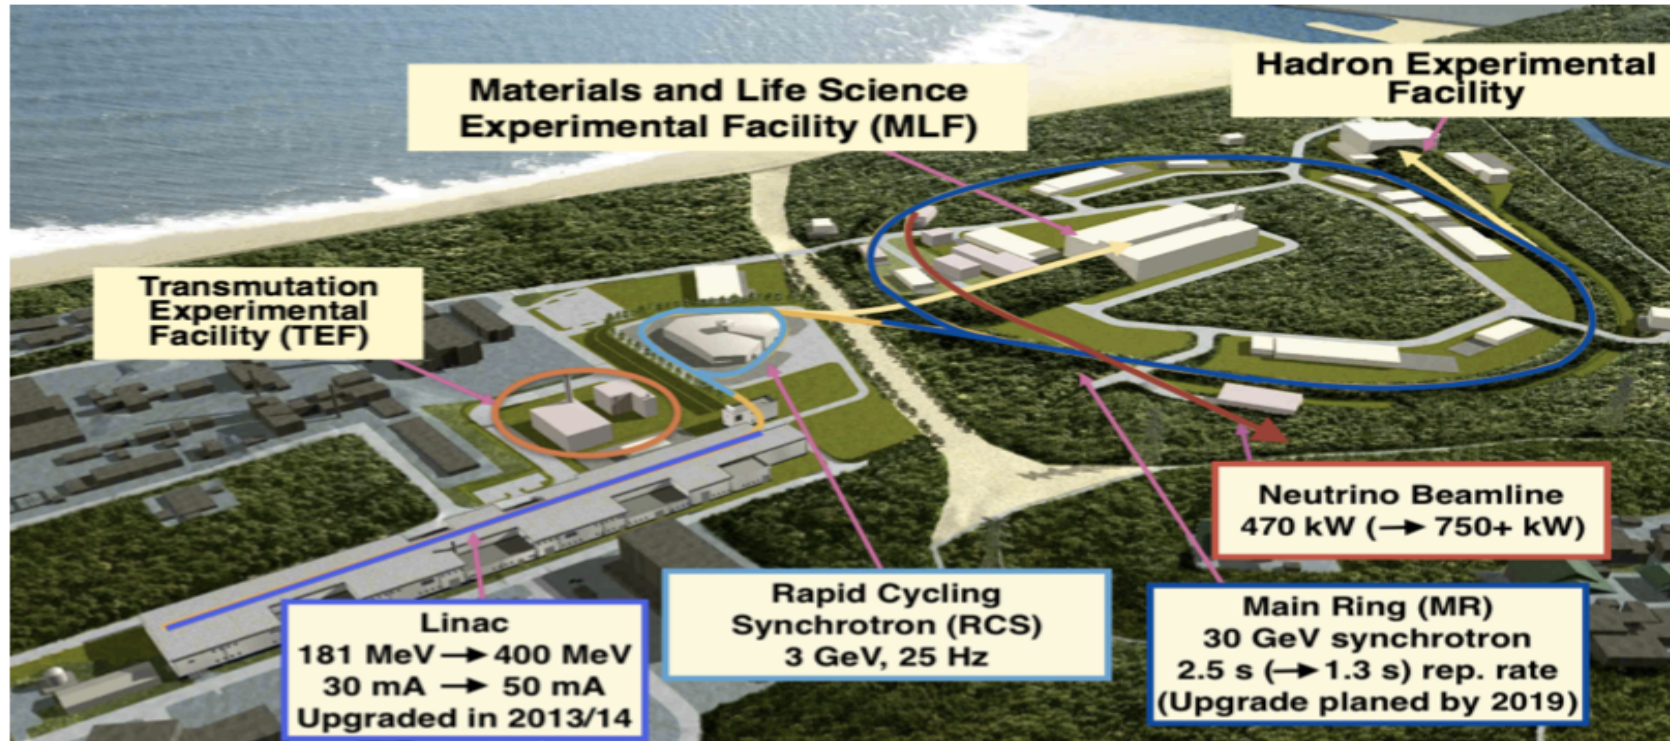 Hadron Experimental
Facility
Materials and Life Science
Experimental Facility (MLF)
Transmutation
Experimental
Facility (TEF)
Neutrino Beamline
470 kW (→ 750+ kW)
Linac
181 MeV → 400 MeV
30 mA → 50 mA
Upgraded in 2013/14
Rapid Cycling
Synchrotron (RCS)
3 GeV, 25 Hz
Main Ring (MR)
30 GeV synchrotron
2.5 s (→ 1.3 s) rep. rate
(Upgrade planed by 2019)